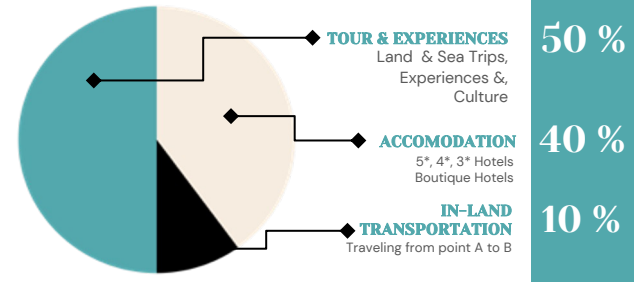 TOUR & EXPERIENCES
Land & Sea Trips,
Experiences &,
Culture
50 %
ACCOMODATION
5*, 4*, 3* Hotels
Boutique Hotels
40 %
IN-LAND
TRANSPORTATION
Traveling from point A to B
10 %